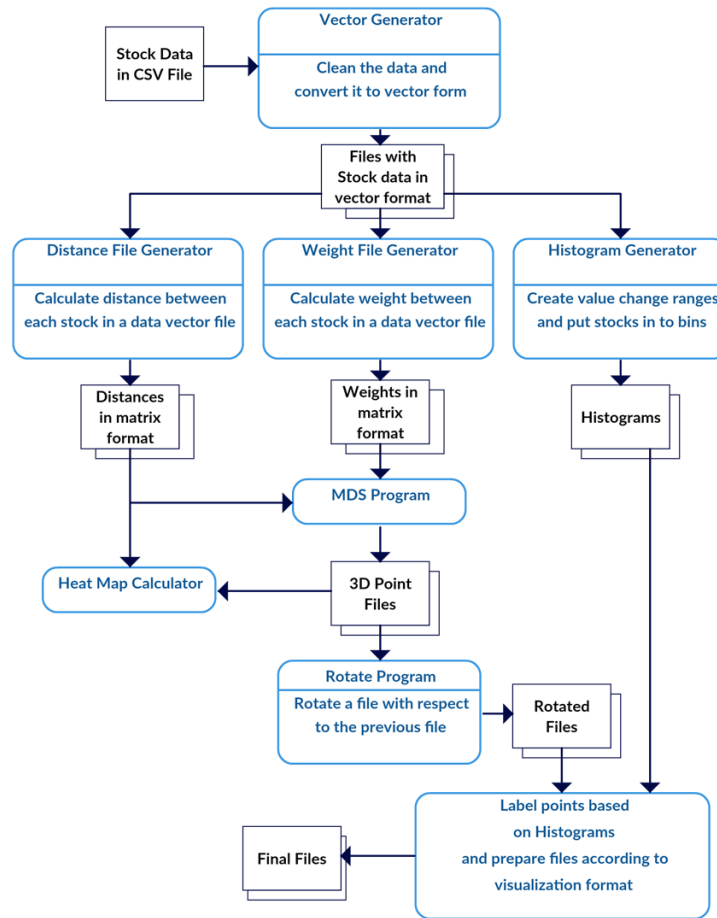 Vector Generator
Stock Data
in CSV File
Clean the data and
convert it to vector form
Files with
Stock data in
vector format
Distance File Generator
Calculate distance between
each stock in a data vector file
Weight File Generator
Calculate weight between
each stock in a data vector file
Histogram Generator
Create value change ranges
and put stocks in to bins
Distances
in matrix
format
Weights in
matrix
format
Histograms
MDS Program
Heat Map Calculator
3D Point
Files
Rotate Program
Rotate a file with respect
to the previous file
Rotated
Files
Label points based
on Histograms
and prepare files according to
visualization format
Final Files